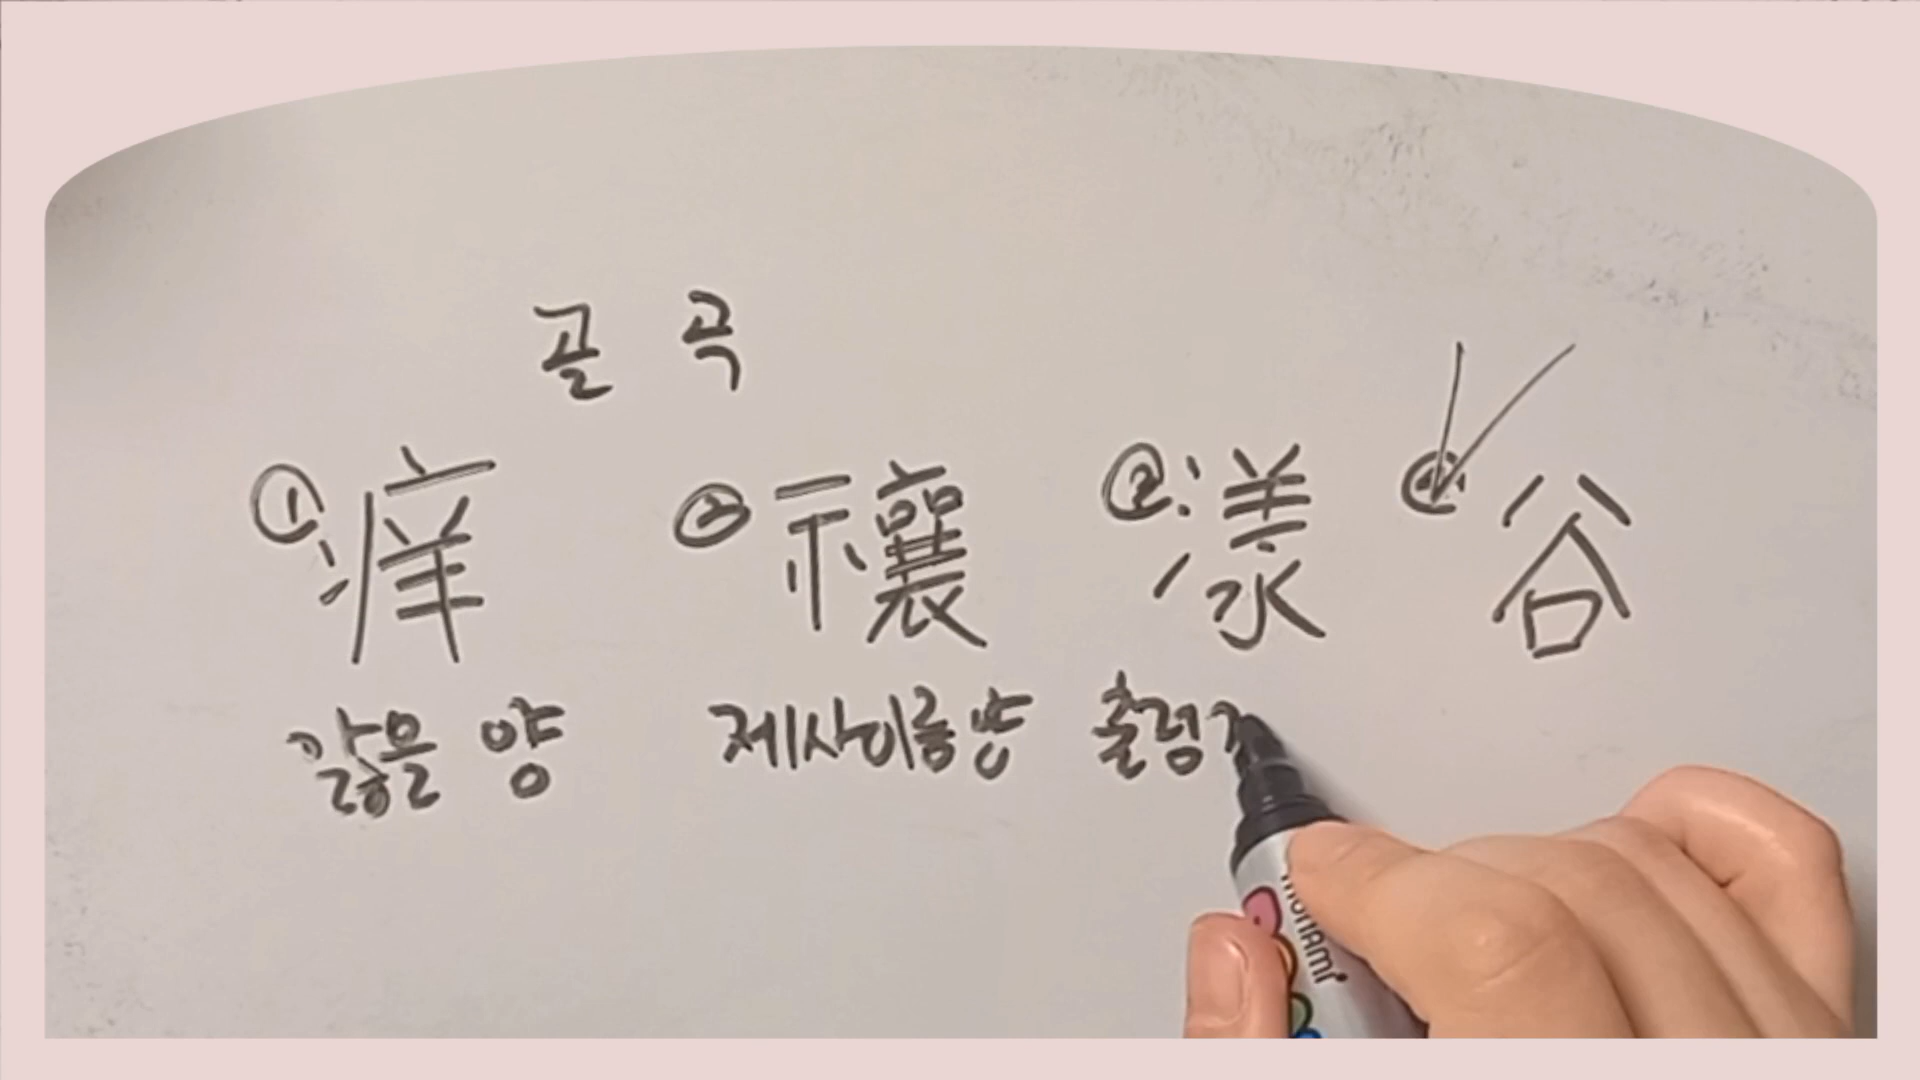 골 곡
① 痒 ② 禳 ③ 漾 ④ 谷
앓을 양 제사이름 양 출렁
monami